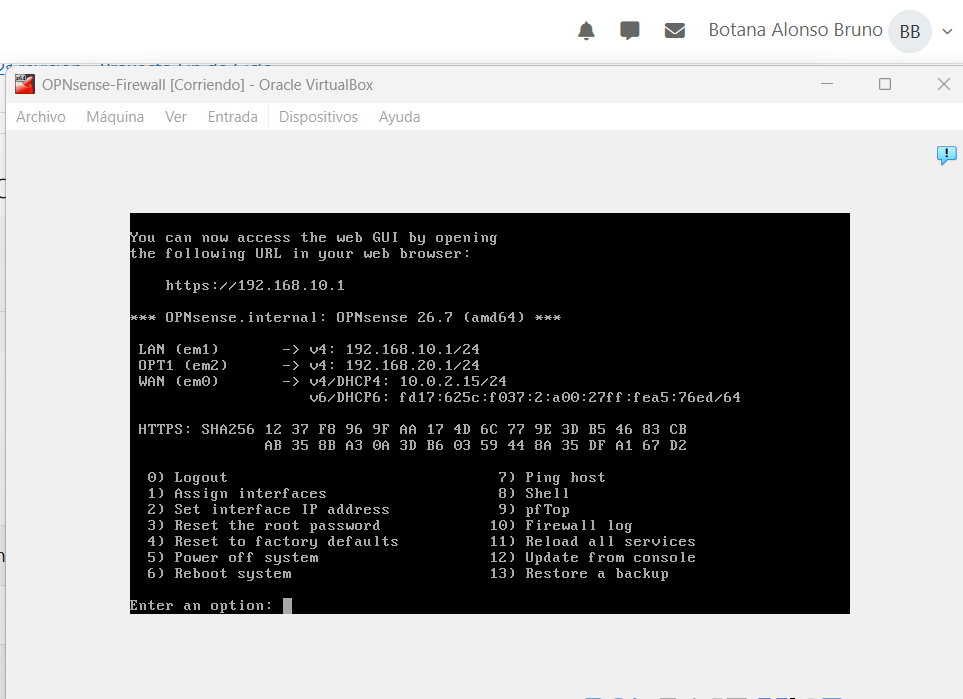 Botana Alonso Bruno BB
OPNsense-Firewall [Corriendo] - Oracle VirtualBox
Archivo Máquina Ver Entrada Dispositivos Ayuda
You can now access the web GUI by opening
the following URL in your web browser:
https://192.168.10.1
*** OPNsense.internal: OPNsense 26.7 (amd64) ***
LAN (em1) -> v4: 192.168.10.1/24
OPT1 (em2) -> v4: 192.168.20.1/24
WAN (em0) -> v4/DHCP4: 10.0.2.15/24
v6/DHCP6: fd17:625c:f037:2:a00:27ff:fea5:76ed/64
HTTPS: SHA256 12 37 F8 96 9F AA 17 4D 6C 77 9E 3D B5 46 83 CB
AB 35 8B A3 0A 3D B6 03 59 44 8A 35 DF A1 67 D2
0) Logout 7) Ping host
1) Assign interfaces 8) Shell
2) Set interface IP address 9) pfTop
3) Reset the root password 10) Firewall log
4) Reset to factory defaults 11) Reload all services
5) Power off system 12) Update from console
6) Reboot system 13) Restore a backup
Enter an option: